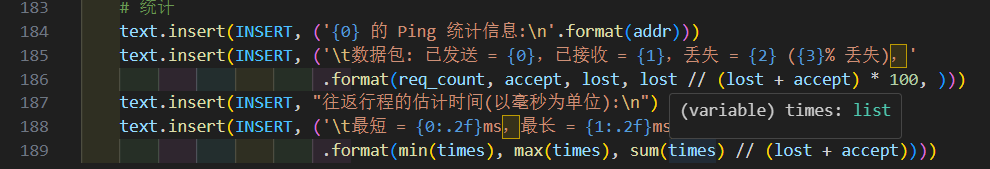 183 # 统计
184 text.insert(INSERT, ('{0} 的 Ping 统计信息:\n'.format(addr)))
185 text.insert(INSERT, ('\t数据包: 已发送 = {0}，已接收 = {1}，丢失 = {2} ({3}% 丢失)，'
186 .format(req_count, accept, lost, lost // (lost + accept) * 100, )))
187 text.insert(INSERT, "往返行程的估计时间(以毫秒为单位):\n")
(variable) times: list
188 text.insert(INSERT, ('\t最短 = {0:.2f}ms，最长 = {1:.2f}ms
189 .format(min(times), max(times), sum(times) // (lost + accept))))